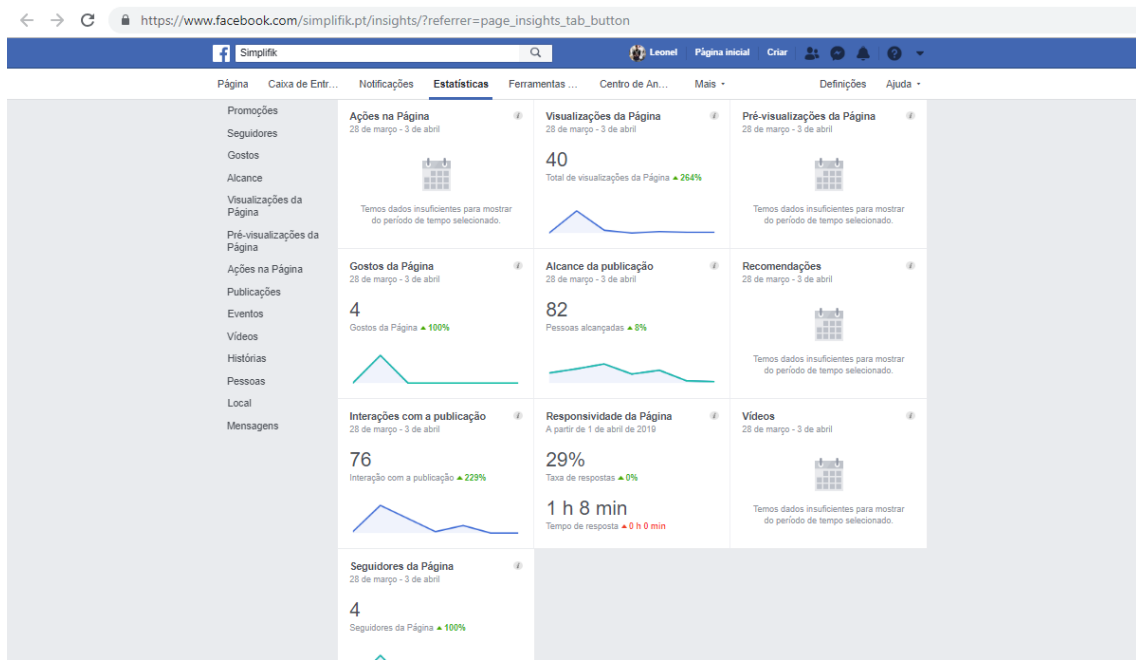 https://www.facebook.com/simplifik.pt/insights/?referrer=page_insights_tab_button
Simplifik
Leonel
Página inicial
Criar
Página
Caixa de Entr...
Notificações
Estatísticas
Ferramentas ...
Centro de An...
Mais
Definições
Ajuda
Promoções
Seguidores
Gostos
Alcance
Visualizações da
Página
Pré-visualizações da
Página
Ações na Página
Publicações
Eventos
Vídeos
Histórias
Pessoas
Local
Mensagens
Ações na Página
28 de março - 3 de abril
Temos dados insuficientes para mostrar
do período de tempo selecionado.
Visualizações da Página
28 de março - 3 de abril
40
Total de visualizações da Página 264%
Pré-visualizações da Página
28 de março - 3 de abril
Temos dados insuficientes para mostrar
do período de tempo selecionado.
Gostos da Página
28 de março - 3 de abril
4
Gostos da Página 100%
Alcance da publicação
28 de março - 3 de abril
82
Pessoas alcançadas 8%
Recomendações
28 de março - 3 de abril
Temos dados insuficientes para mostrar
do período de tempo selecionado.
Interações com a publicação
28 de março - 3 de abril
76
Interação com a publicação 229%
Responsividade da Página
A partir de 1 de abril de 2019
29%
Taxa de respostas 0%
1 h 8 min
Tempo de resposta 0 h 0 min
Vídeos
28 de março - 3 de abril
Temos dados insuficientes para mostrar
do período de tempo selecionado.
Seguidores da Página
28 de março - 3 de abril
4
Seguidores da Página 100%